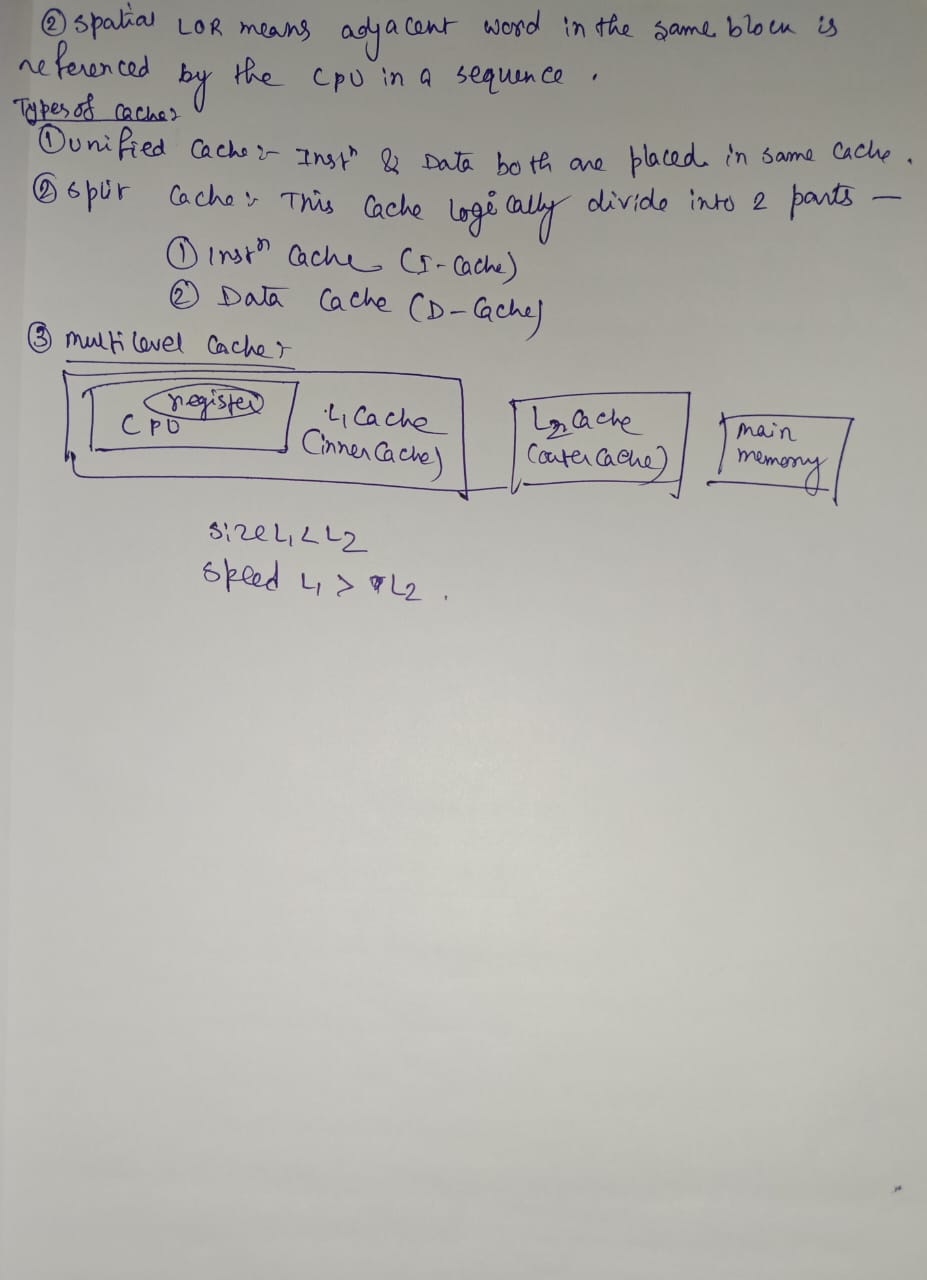 ② Spatial LOR means adjacent word in the same block is
referenced by the CPU in a sequence.
Types of Cache:
① Unified Cache:- Instⁿ & Data both are placed in same cache.
② Split Cache:- This Cache logically divide into 2 parts —
① Instⁿ Cache (I-Cache)
② Data Cache (D-Cache)
③ Multilevel Cache:
register
CPU
L1 Cache
(inner Cache)
L2 Cache
(outer Cache)
main
memory
Size L1 < L2
Speed L1 > L2.